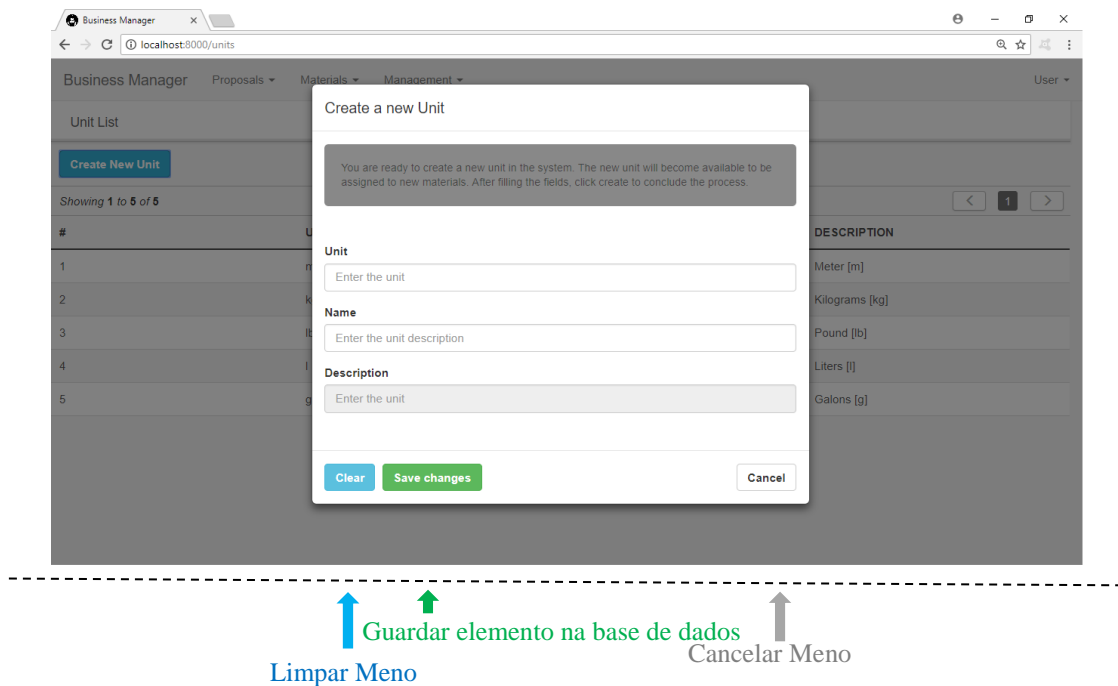 Business Manager
localhost:8000/units
Business Manager Proposals Materials Management User
Unit List
Create a new Unit
Create New Unit
You are ready to create a new unit in the system. The new unit will become available to be
assigned to new materials. After filling the fields, click create to conclude the process.
Showing 1 to 5 of 5
< 1 >
# U DESCRIPTION
Unit
1 Enter the unit Meter [m]
2 k Kilograms [kg]
Name
3 lb Enter the unit description Pound [lb]
4 l Liters [l]
Description
5 g Enter the unit Galons [g]
Clear Save changes Cancel
Guardar elemento na base de dados
Cancelar Meno
Limpar Meno